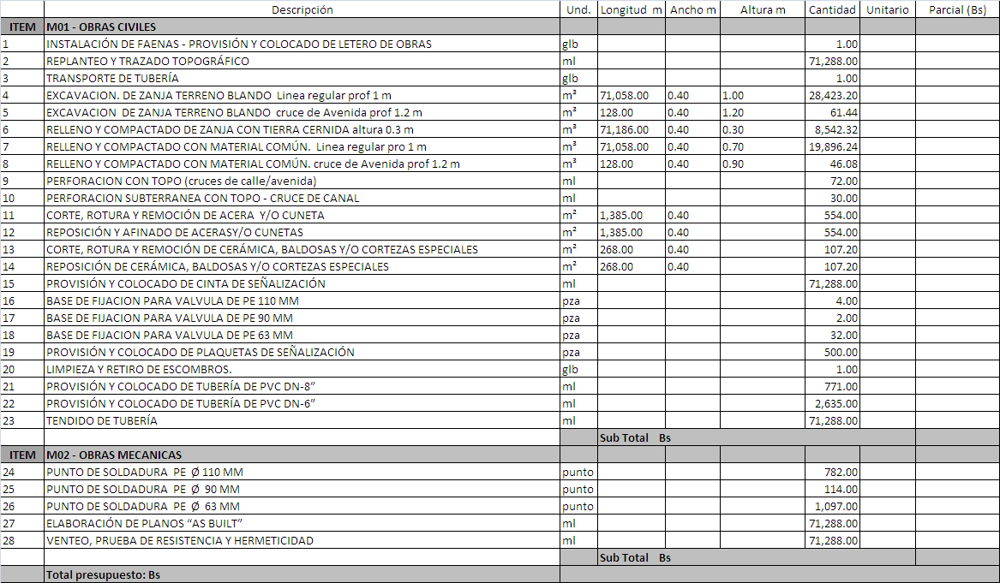 Descripción Und. Longitud m Ancho m Altura m Cantidad Unitario Parcial (Bs)
ITEM M01 - OBRAS CIVILES
1 INSTALACIÓN DE FAENAS - PROVISIÓN Y COLOCADO DE LETERO DE OBRAS glb 1.00
2 REPLANTEO Y TRAZADO TOPOGRÁFICO ml 71,288.00
3 TRANSPORTE DE TUBERÍA glb 1.00
4 EXCAVACION. DE ZANJA TERRENO BLANDO Linea regular prof 1 m m³ 71,058.00 0.40 1.00 28,423.20
5 EXCAVACION DE ZANJA TERRENO BLANDO cruce de Avenida prof 1.2 m m³ 128.00 0.40 1.20 61.44
6 RELLENO Y COMPACTADO DE ZANJA CON TIERRA CERNIDA altura 0.3 m m³ 71,186.00 0.40 0.30 8,542.32
7 RELLENO Y COMPACTADO CON MATERIAL COMÚN. Linea regular pro 1 m m³ 71,058.00 0.40 0.70 19,896.24
8 RELLENO Y COMPACTADO CON MATERIAL COMÚN. cruce de Avenida prof 1.2 m m³ 128.00 0.40 0.90 46.08
9 PERFORACION CON TOPO (cruces de calle/avenida) ml 72.00
10 PERFORACION SUBTERRANEA CON TOPO - CRUCE DE CANAL ml 30.00
11 CORTE, ROTURA Y REMOCIÓN DE ACERA Y/O CUNETA m² 1,385.00 0.40 554.00
12 REPOSICIÓN Y AFINADO DE ACERASY/O CUNETAS m² 1,385.00 0.40 554.00
13 CORTE, ROTURA Y REMOCIÓN DE CERÁMICA, BALDOSAS Y/O CORTEZAS ESPECIALES m² 268.00 0.40 107.20
14 REPOSICIÓN DE CERÁMICA, BALDOSAS Y/O CORTEZAS ESPECIALES m² 268.00 0.40 107.20
15 PROVISIÓN Y COLOCADO DE CINTA DE SEÑALIZACIÓN ml 71,288.00
16 BASE DE FIJACION PARA VALVULA DE PE 110 MM pza 4.00
17 BASE DE FIJACION PARA VALVULA DE PE 90 MM pza 2.00
18 BASE DE FIJACION PARA VALVULA DE PE 63 MM pza 32.00
19 PROVISIÓN Y COLOCADO DE PLAQUETAS DE SEÑALIZACIÓN pza 500.00
20 LIMPIEZA Y RETIRO DE ESCOMBROS. glb 1.00
21 PROVISIÓN Y COLOCADO DE TUBERÍA DE PVC DN-8” ml 771.00
22 PROVISIÓN Y COLOCADO DE TUBERÍA DE PVC DN-6” ml 2,635.00
23 TENDIDO DE TUBERÍA ml 71,288.00
Sub Total Bs
ITEM M02 - OBRAS MECANICAS
24 PUNTO DE SOLDADURA PE Ø 110 MM punto 782.00
25 PUNTO DE SOLDADURA PE Ø 90 MM punto 114.00
26 PUNTO DE SOLDADURA PE Ø 63 MM punto 1,097.00
27 ELABORACIÓN DE PLANOS “AS BUILT” ml 71,288.00
28 VENTEO, PRUEBA DE RESISTENCIA Y HERMETICIDAD ml 71,288.00
Sub Total Bs
Total presupuesto: Bs